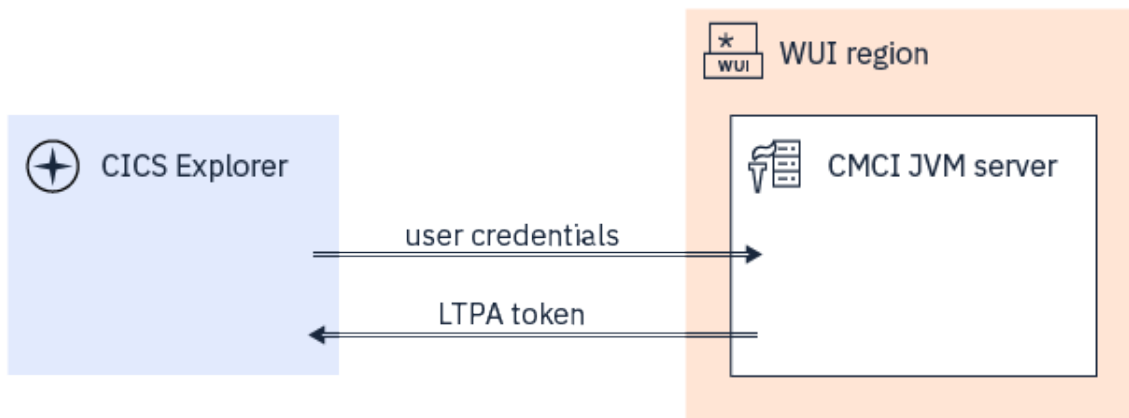 *
WUI
WUI region
CICS Explorer
CMCI JVM server
user credentials
LTPA token